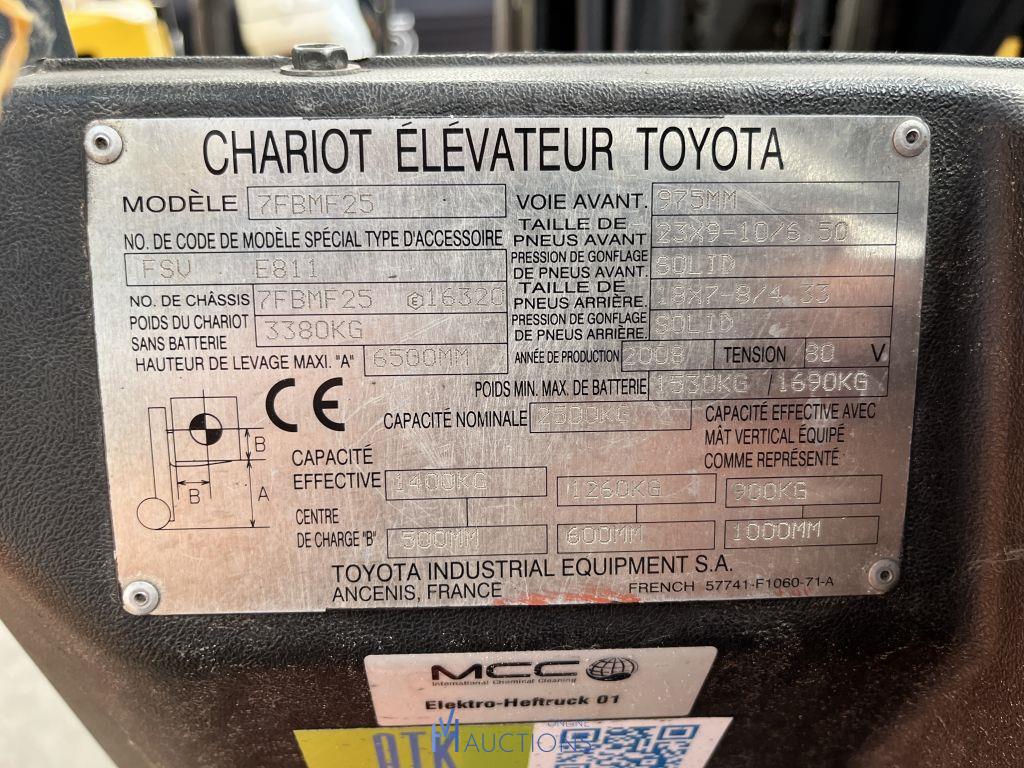 CHARIOT ÉLÉVATEUR TOYOTA
MODÈLE 7FBMF25
NO. DE CODE DE MODÈLE SPÉCIAL TYPE D'ACCESSOIRE
FSV E811
NO. DE CHÂSSIS 7FBMF25 E16320
POIDS DU CHARIOT
SANS BATTERIE 3380KG
HAUTEUR DE LEVAGE MAXI. "A" 6500MM
VOIE AVANT. 975MM
TAILLE DE
PNEUS AVANT 23X9-10/6.50
PRESSION DE GONFLAGE
DE PNEUS AVANT. SOLID
TAILLE DE
PNEUS ARRIÈRE. 18X7-8/4.33
PRESSION DE GONFLAGE
DE PNEUS ARRIÈRE. SOLID
ANNÉE DE PRODUCTION 2008 TENSION 80 V
POIDS MIN. MAX. DE BATTERIE 1530KG /1690KG
CAPACITÉ NOMINALE 2500KG
CAPACITÉ EFFECTIVE AVEC
MÂT VERTICAL ÉQUIPÉ
COMME REPRÉSENTÉ
CE
B
B
A
CAPACITÉ
EFFECTIVE 1400KG 1260KG 900KG
CENTRE
DE CHARGE "B" 500MM 600MM 1000MM
TOYOTA INDUSTRIAL EQUIPMENT S.A.
ANCENIS, FRANCE FRENCH 57741-F1060-71-A
MCC
International Chemical Cleaning
Elektro-Heftruck 01
BTK
ONLINE
AUCTIONS